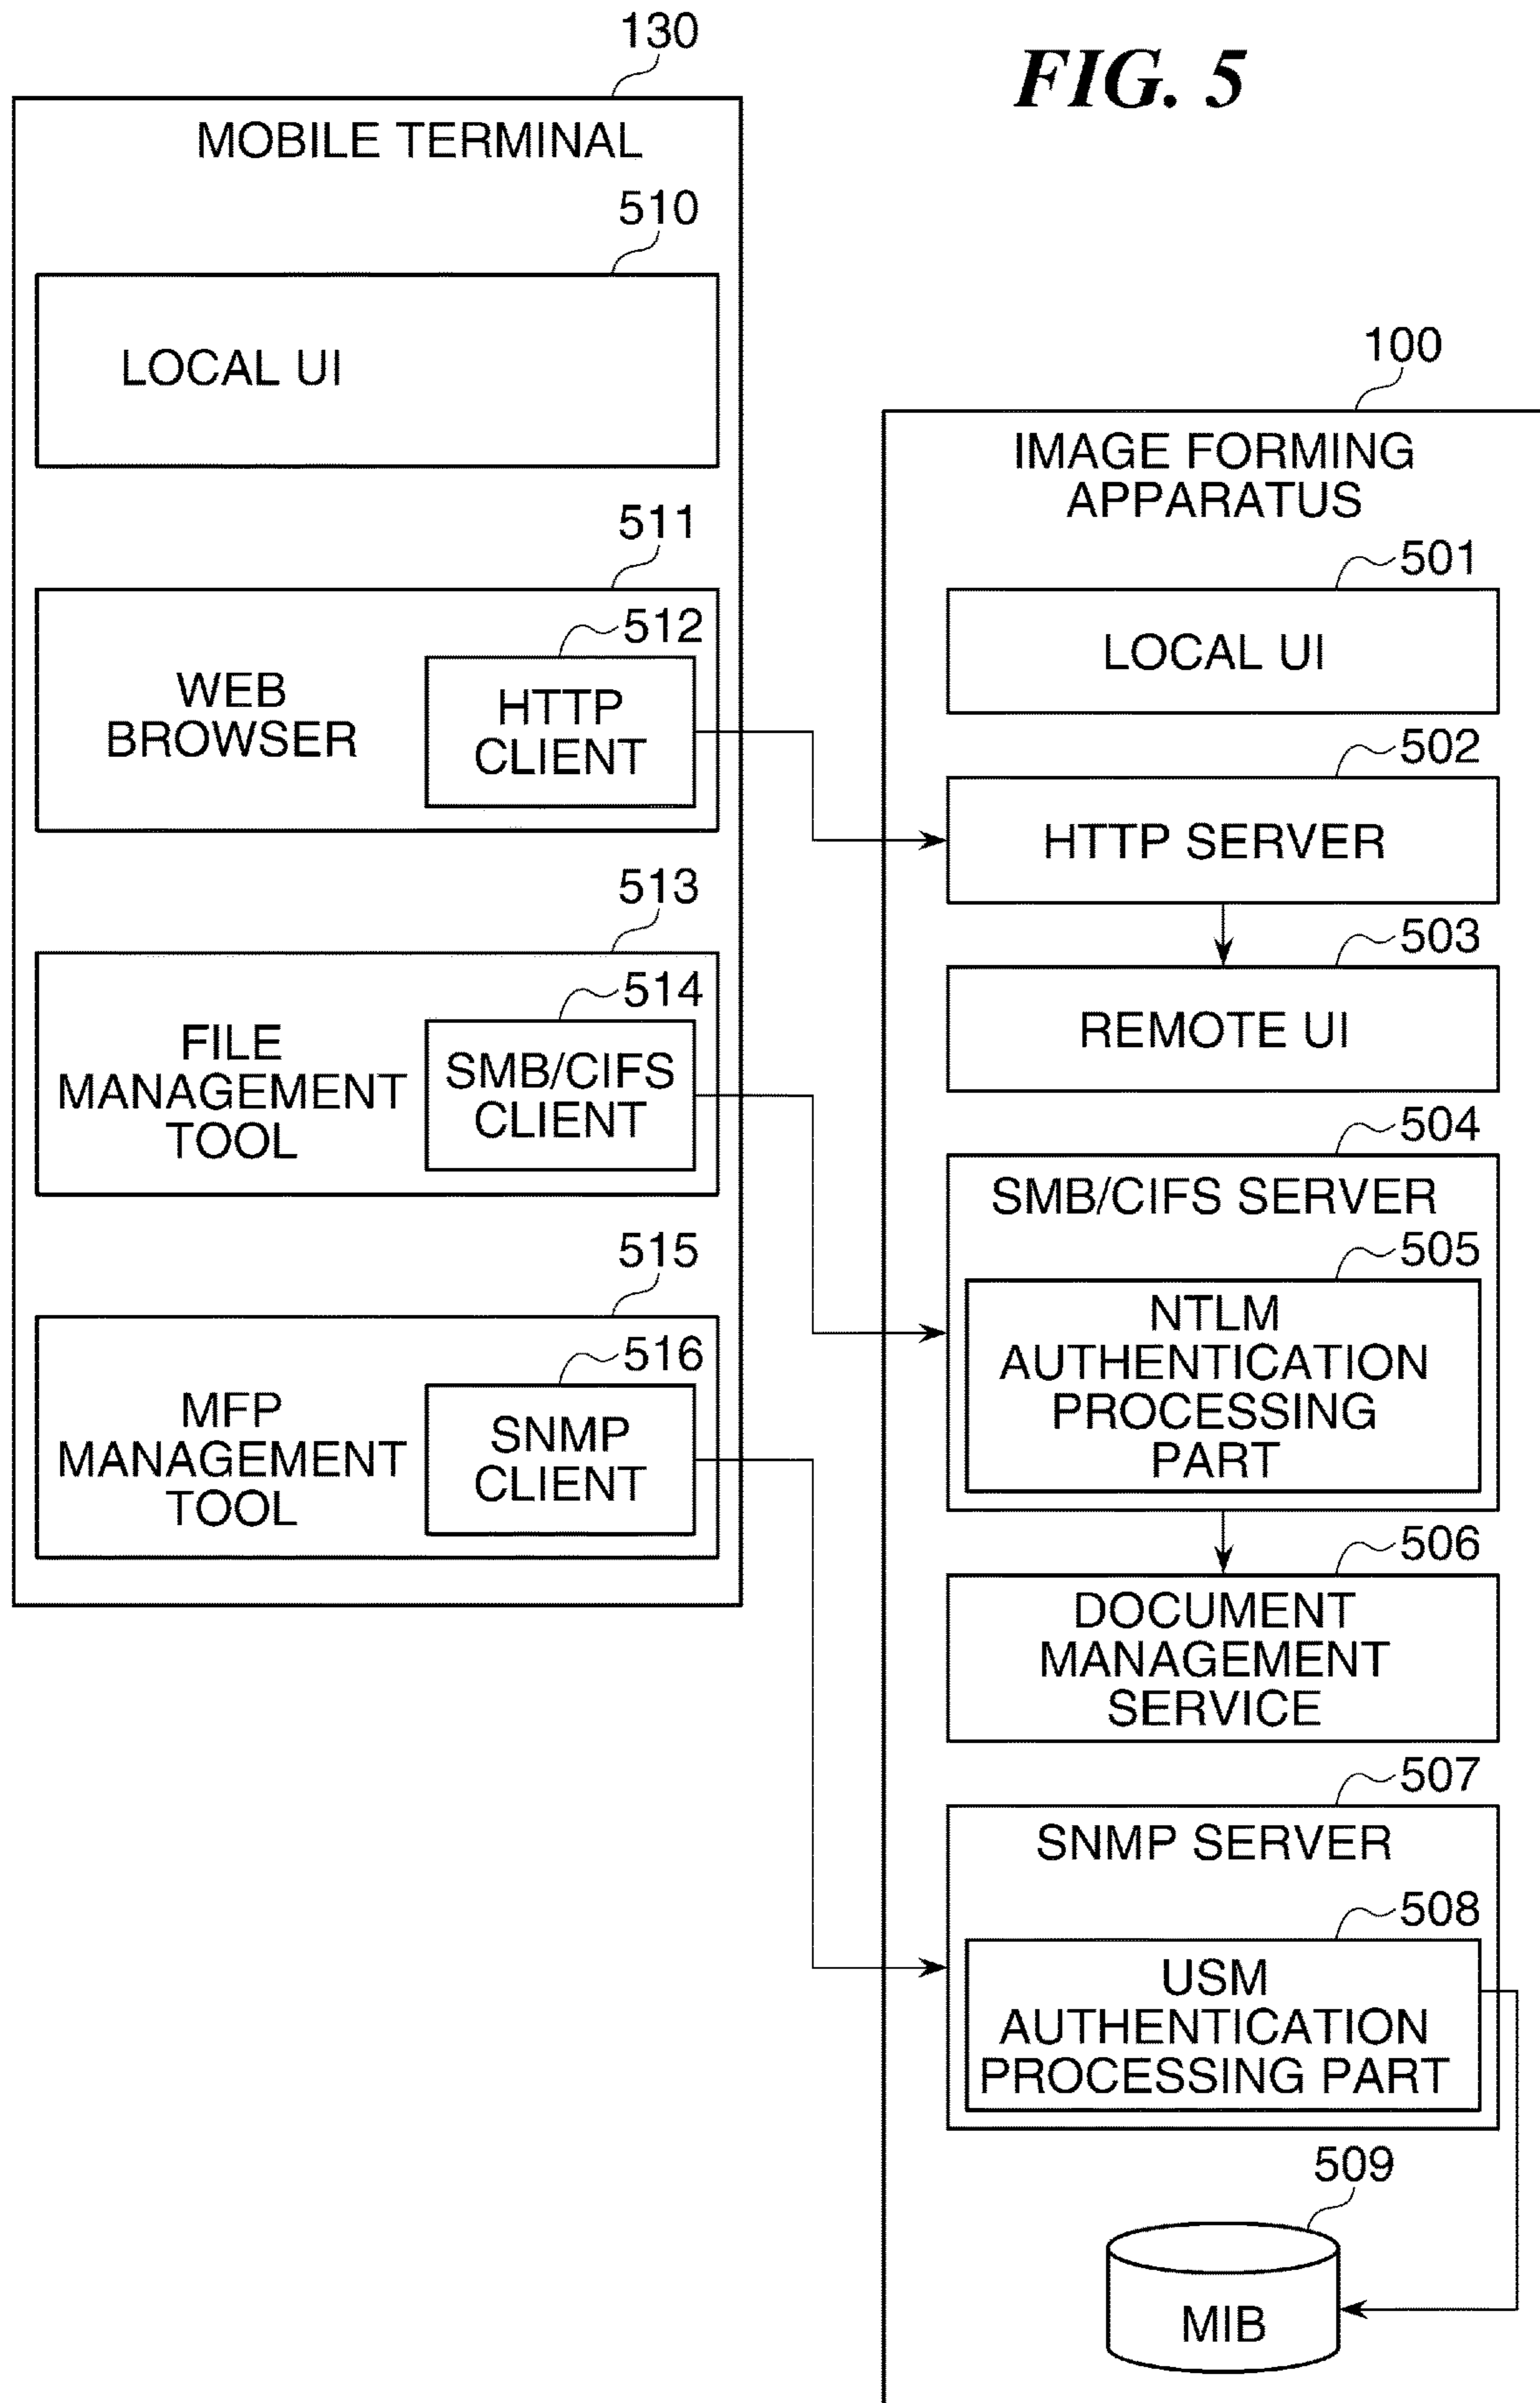 FIG. 5
130
MOBILE TERMINAL
510
LOCAL UI
511
WEB
BROWSER
512
HTTP
CLIENT
513
FILE
MANAGEMENT
TOOL
514
SMB/CIFS
CLIENT
515
MFP
MANAGEMENT
TOOL
516
SNMP
CLIENT
100
IMAGE FORMING
APPARATUS
501
LOCAL UI
502
HTTP SERVER
503
REMOTE UI
504
SMB/CIFS SERVER
505
NTLM
AUTHENTICATION
PROCESSING
PART
506
DOCUMENT
MANAGEMENT
SERVICE
507
SNMP SERVER
508
USM
AUTHENTICATION
PROCESSING PART
509
MIB